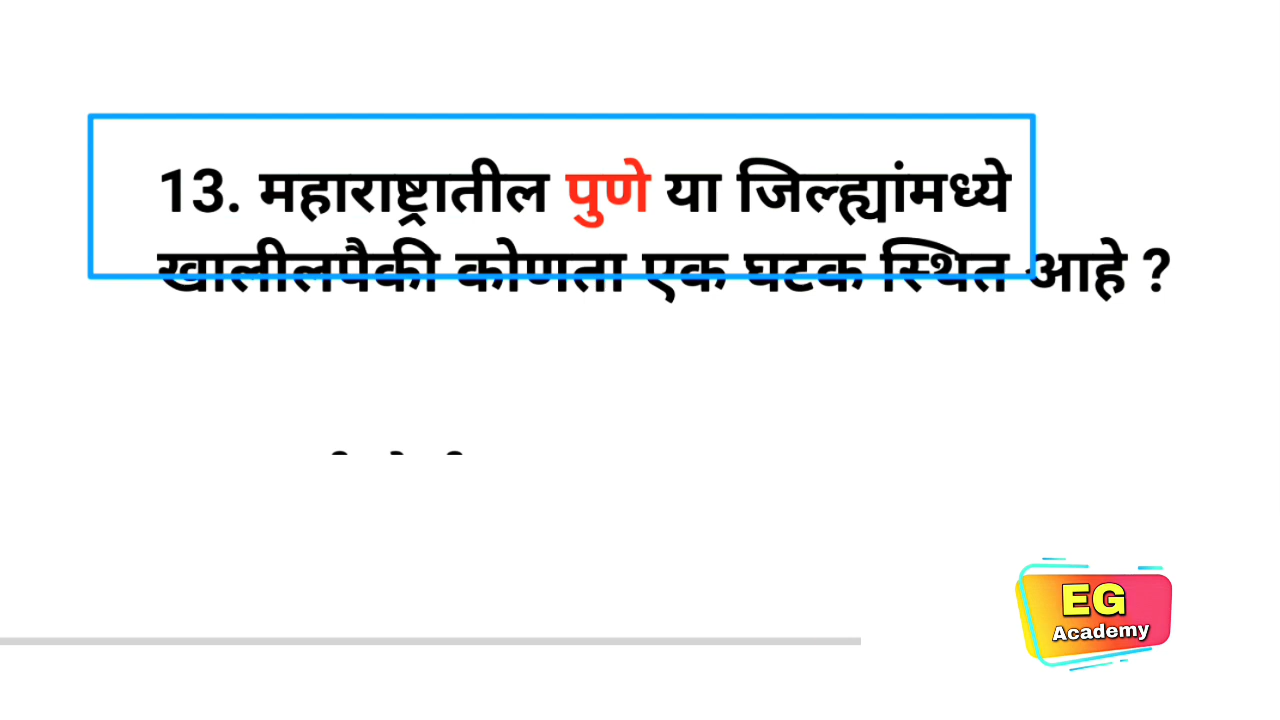 13. महाराष्ट्रातील पुणे या जिल्ह्यांमध्ये
खालीलपैकी कोणता एक घटक स्थित आहे ?
EG
Academy